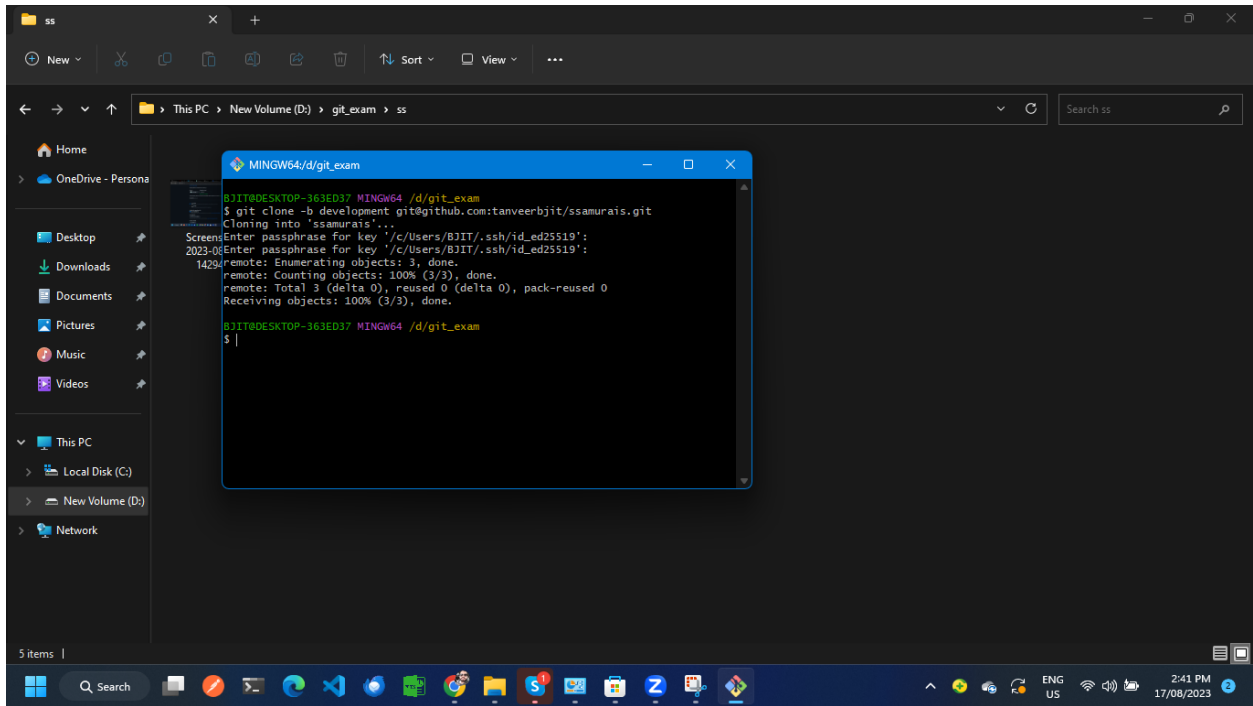 ss
New
Sort
View
This PC > New Volume (D:) > git_exam > ss
Search ss
Home
OneDrive - Persona
Desktop
Downloads
Documents
Pictures
Music
Videos
This PC
Local Disk (C:)
New Volume (D:)
Network
Screens
2023-08
14294
MINGW64:/d/git_exam
BJIT@DESKTOP-363ED37 MINGW64 /d/git_exam
$ git clone -b development git@github.com:tanveerbjit/ssamurais.git
Cloning into 'ssamurais'...
Enter passphrase for key '/c/Users/BJIT/.ssh/id_ed25519':
Enter passphrase for key '/c/Users/BJIT/.ssh/id_ed25519':
remote: Enumerating objects: 3, done.
remote: Counting objects: 100% (3/3), done.
remote: Total 3 (delta 0), reused 0 (delta 0), pack-reused 0
Receiving objects: 100% (3/3), done.
BJIT@DESKTOP-363ED37 MINGW64 /d/git_exam
$
5 items
Search
ENG
US
2:41 PM
17/08/2023
2